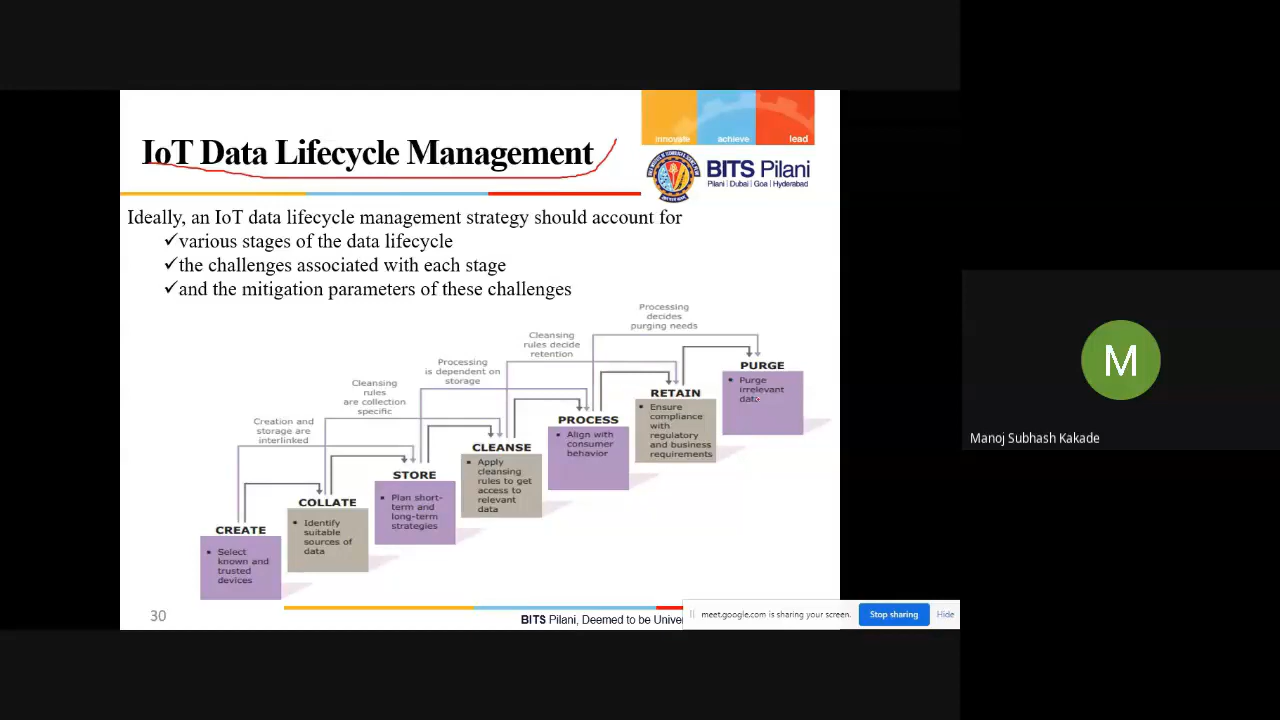 IoT Data Lifecycle Management
innovate achieve lead
BITS Pilani
Pilani | Dubai | Goa | Hyderabad
Ideally, an IoT data lifecycle management strategy should account for
✓various stages of the data lifecycle
✓the challenges associated with each stage
✓and the mitigation parameters of these challenges
Creation and
storage are
interlinked
Cleansing
rules
are collection
specific
Processing
is dependent on
storage
Cleansing
rules decide
retention
Processing
decides
purging needs
CREATE
▪ Select
known and
trusted
devices
COLLATE
▪ Identify
suitable
sources of
data
STORE
▪ Plan short-
term and
long-term
strategies
CLEANSE
▪ Apply
cleansing
rules to get
access to
relevant
data
PROCESS
▪ Align with
consumer
behavior
RETAIN
▪ Ensure
compliance
with
regulatory
and business
requirements
PURGE
▪ Purge
irrelevant
data
30
BITS Pilani, Deemed to be Univer
meet.google.com is sharing your screen.
Stop sharing
Hide
M
Manoj Subhash Kakade